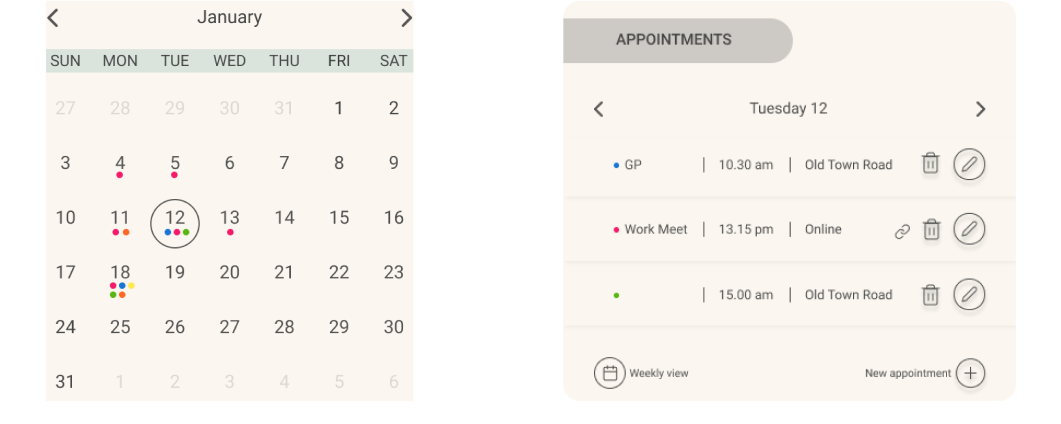 January
SUN MON TUE WED THU FRI SAT
27 28 29 30 31 1 2
3 4 5 6 7 8 9
10 11 12 13 14 15 16
17 18 19 20 21 22 23
24 25 26 27 28 29 30
31 1 2 3 4 5 6
APPOINTMENTS
Tuesday 12
GP | 10.30 am | Old Town Road
Work Meet | 13.15 pm | Online
| 15.00 am | Old Town Road
Weekly view New appointment